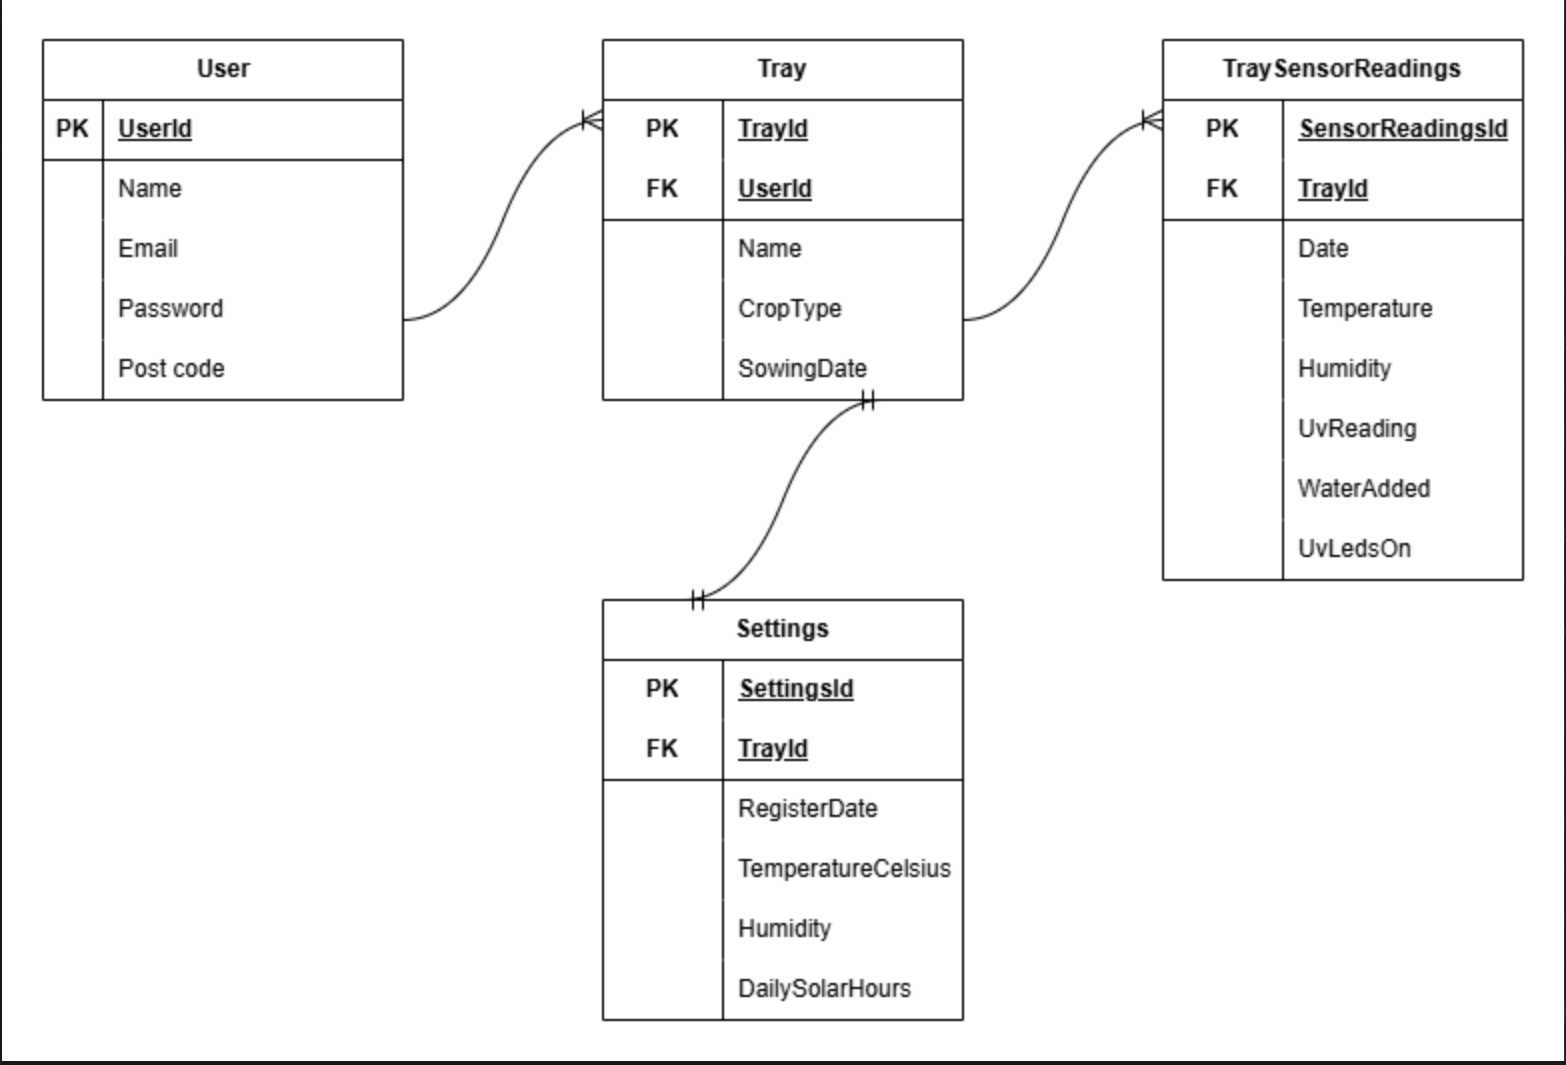 User
PK UserId
Name
Email
Password
Post code
Tray
PK TrayId
FK UserId
Name
CropType
SowingDate
TraySensorReadings
PK SensorReadingsId
FK TrayId
Date
Temperature
Humidity
UvReading
WaterAdded
UvLedsOn
Settings
PK SettingsId
FK TrayId
RegisterDate
TemperatureCelsius
Humidity
DailySolarHours